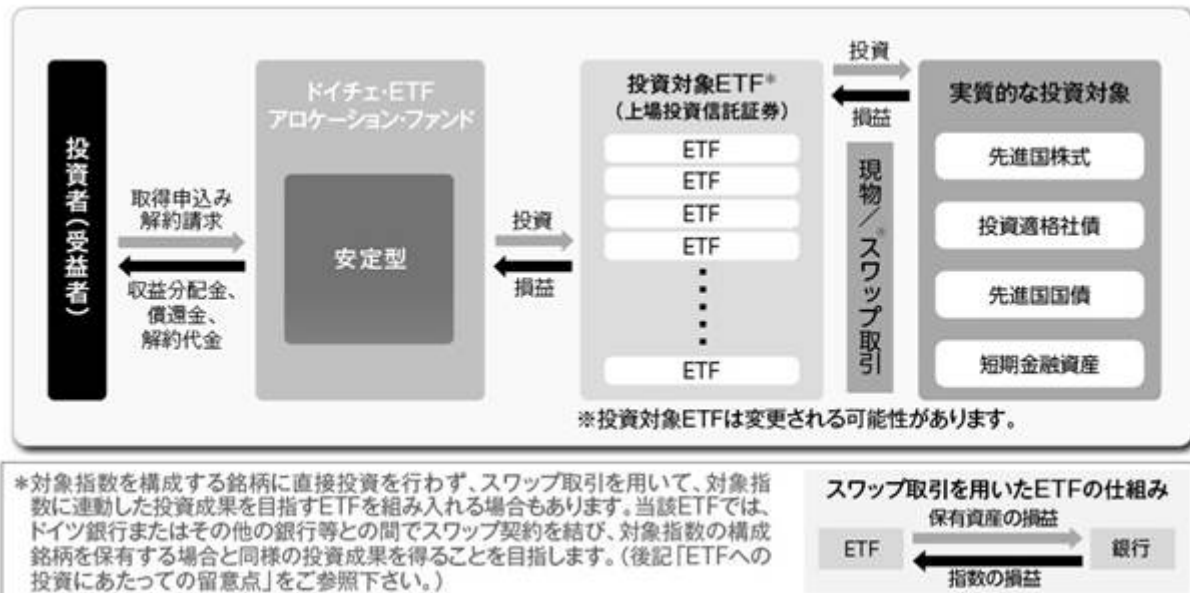 投資者(受益者)
取得申込み
解約請求
収益分配金、
償還金、
解約代金
ドイチェ・ETF
アロケーション・ファンド
安定型
投資
損益
投資対象ETF*
(上場投資信託証券)
ETF
ETF
ETF
ETF
ETF
投資
損益
現物/*スワップ取引
実質的な投資対象
先進国株式
投資適格社債
先進国国債
短期金融資産
※投資対象ETFは変更される可能性があります。
*対象指数を構成する銘柄に直接投資を行わず、スワップ取引を用いて、対象指
数に連動した投資成果を目指すETFを組み入れる場合もあります。当該ETFでは、
ドイツ銀行またはその他の銀行等との間でスワップ契約を結び、対象指数の構成
銘柄を保有する場合と同様の投資成果を得ることを目指します。(後記「ETFへの
投資にあたっての留意点」をご参照下さい。)
スワップ取引を用いたETFの仕組み
保有資産の損益
ETF
銀行
指数の損益